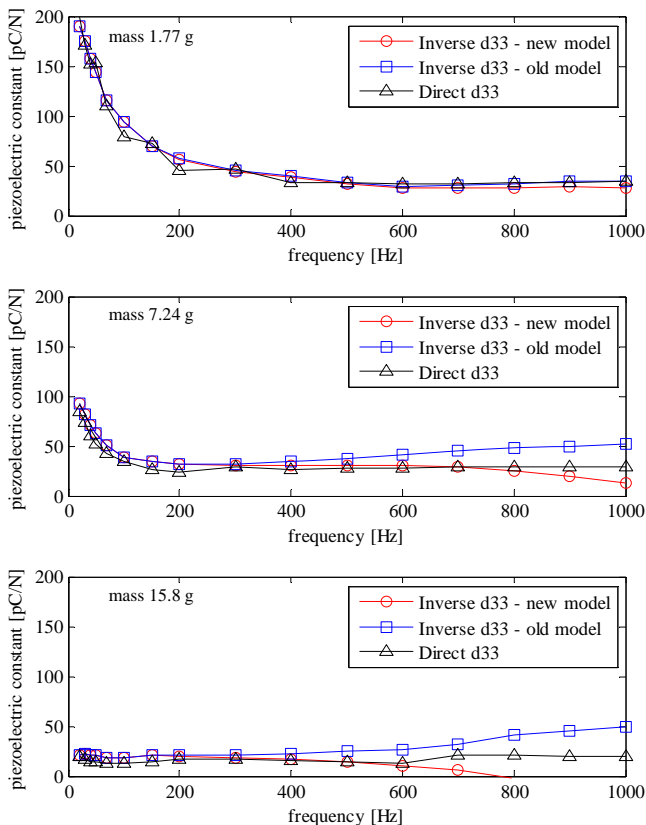 200
150
100
50
0
piezoelectric constant [pC/N]
mass 1.77 g
Inverse d33 - new model
Inverse d33 - old model
Direct d33
0 200 400 600 800 1000
frequency [Hz]
200
150
100
50
0
piezoelectric constant [pC/N]
mass 7.24 g
Inverse d33 - new model
Inverse d33 - old model
Direct d33
0 200 400 600 800 1000
frequency [Hz]
200
150
100
50
0
piezoelectric constant [pC/N]
mass 15.8 g
Inverse d33 - new model
Inverse d33 - old model
Direct d33
0 200 400 600 800 1000
frequency [Hz]